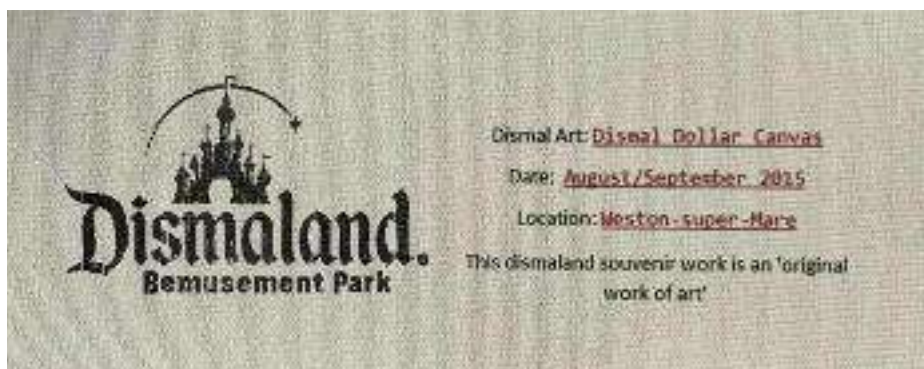 Dismaland.
Bemusement Park
Dismal Art: Dismal Dollar Canvas
Date: August/September 2015
Location: Weston-super-Mare
This dismaland souvenir work is an 'original
work of art'